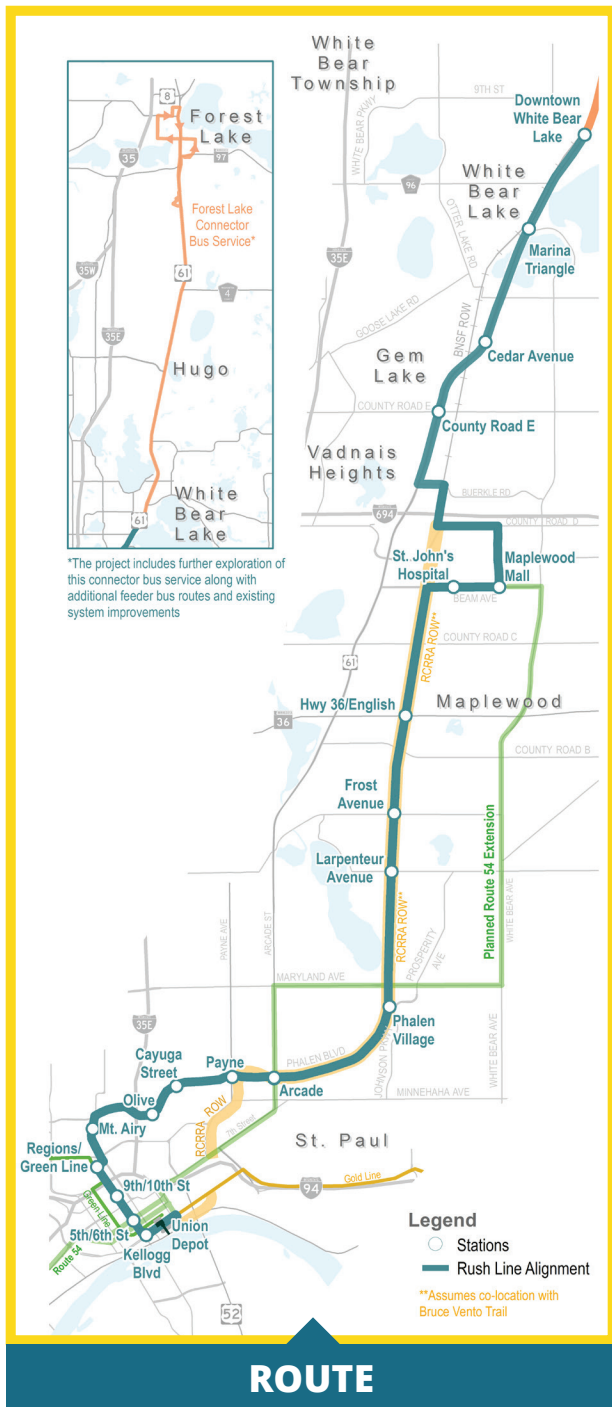 White
Bear
Township
8
Forest
Lake
35
97
Forest Lake
Connector
Bus Service*
35W
61
4
35E
Hugo
White
Bear
Lake
61
*The project includes further exploration of
this connector bus service along with
additional feeder bus routes and existing
system improvements
WHITE BEAR PKWY
9TH ST
Downtown
White Bear
Lake
96
White
Bear
Lake
OTTER LAKE RD
Marina
Triangle
35E
GOOSE LAKE RD
BNSF ROW
Cedar Avenue
Gem
Lake
COUNTY ROAD E
County Road E
Vadnais
Heights
BUERKLE RD
694
COUNTY ROAD D
St. John's
Hospital
Maplewood
Mall
BEAM AVE
RCRRA ROW**
COUNTY ROAD C
61
Maplewood
Hwy 36/English
36
COUNTY ROAD B
Frost
Avenue
Larpenteur
Avenue
RCRRA ROW**
PROSPERITY
AVE
Planned Route 54 Extension
WHITE BEAR AVE
PAYNE AVE
ARCADE ST
MARYLAND AVE
35E
Phalen
Village
PHALEN BLVD
JOHNSON PKWY
WHITE BEAR AVE
MINNEHAHA AVE
Cayuga
Street
Payne
Arcade
Olive
Mt. Airy
RCRRA ROW
7th Street
St. Paul
Regions/
Green Line
9th/10th St
Green Line
Gold Line
94
5th/6th St
Union
Depot
Kellogg
Blvd
Route 54
52
Legend
Stations
Rush Line Alignment
**Assumes co-location with
Bruce Vento Trail
ROUTE